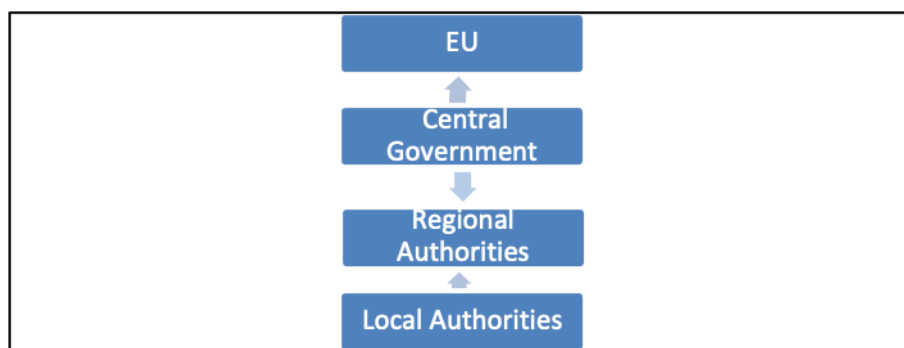 EU
Central
Government
Regional
Authorities
Local Authorities